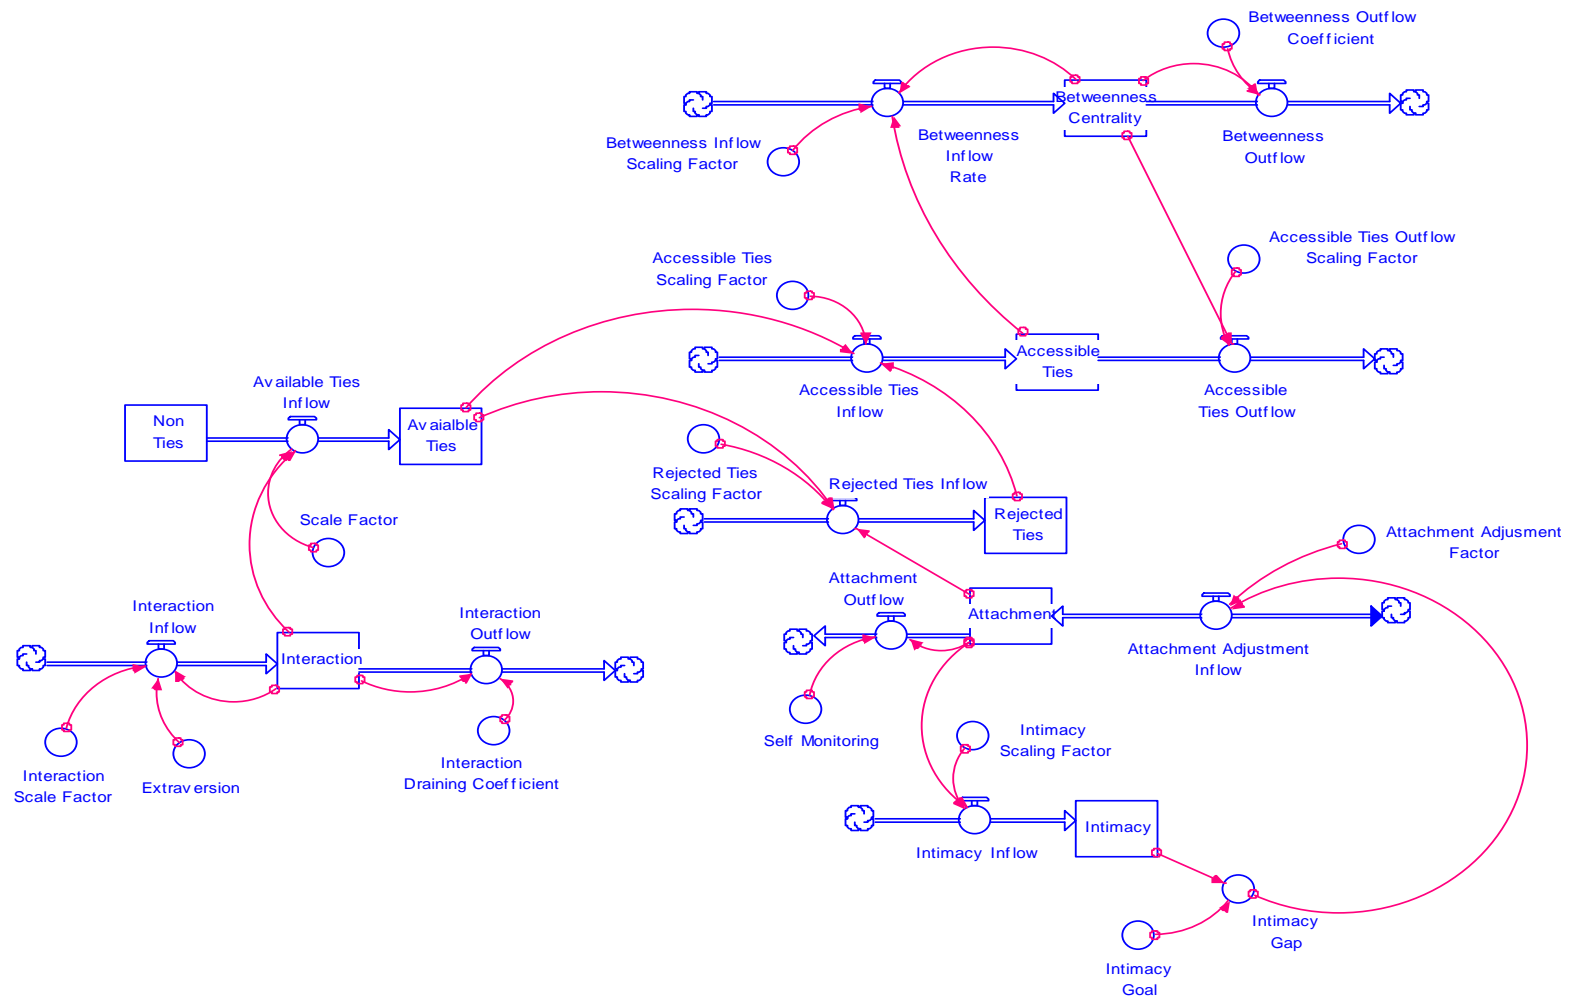 Betweenness Outflow
Coefficient
Betweenness
Centrality
Betweenness Inflow
Scaling Factor
Betweenness
Inflow
Rate
Betweenness
Outflow
Accessible Ties
Scaling Factor
Accessible Ties Outflow
Scaling Factor
Accessible
Ties
Accessible Ties
Inflow
Accessible
Ties Outflow
Available Ties
Inflow
Non
Ties
Avaialble
Ties
Rejected Ties
Scaling Factor
Rejected Ties Inflow
Rejected
Ties
Scale Factor
Attachment Adjusment
Factor
Attachment
Outflow
Attachment
Attachment Adjustment
Inflow
Interaction
Inflow
Interaction
Outflow
Interaction
Self Monitoring
Intimacy
Scaling Factor
Interaction
Scale Factor
Extraversion
Interaction
Draining Coefficient
Intimacy
Intimacy Inflow
Intimacy
Gap
Intimacy
Goal